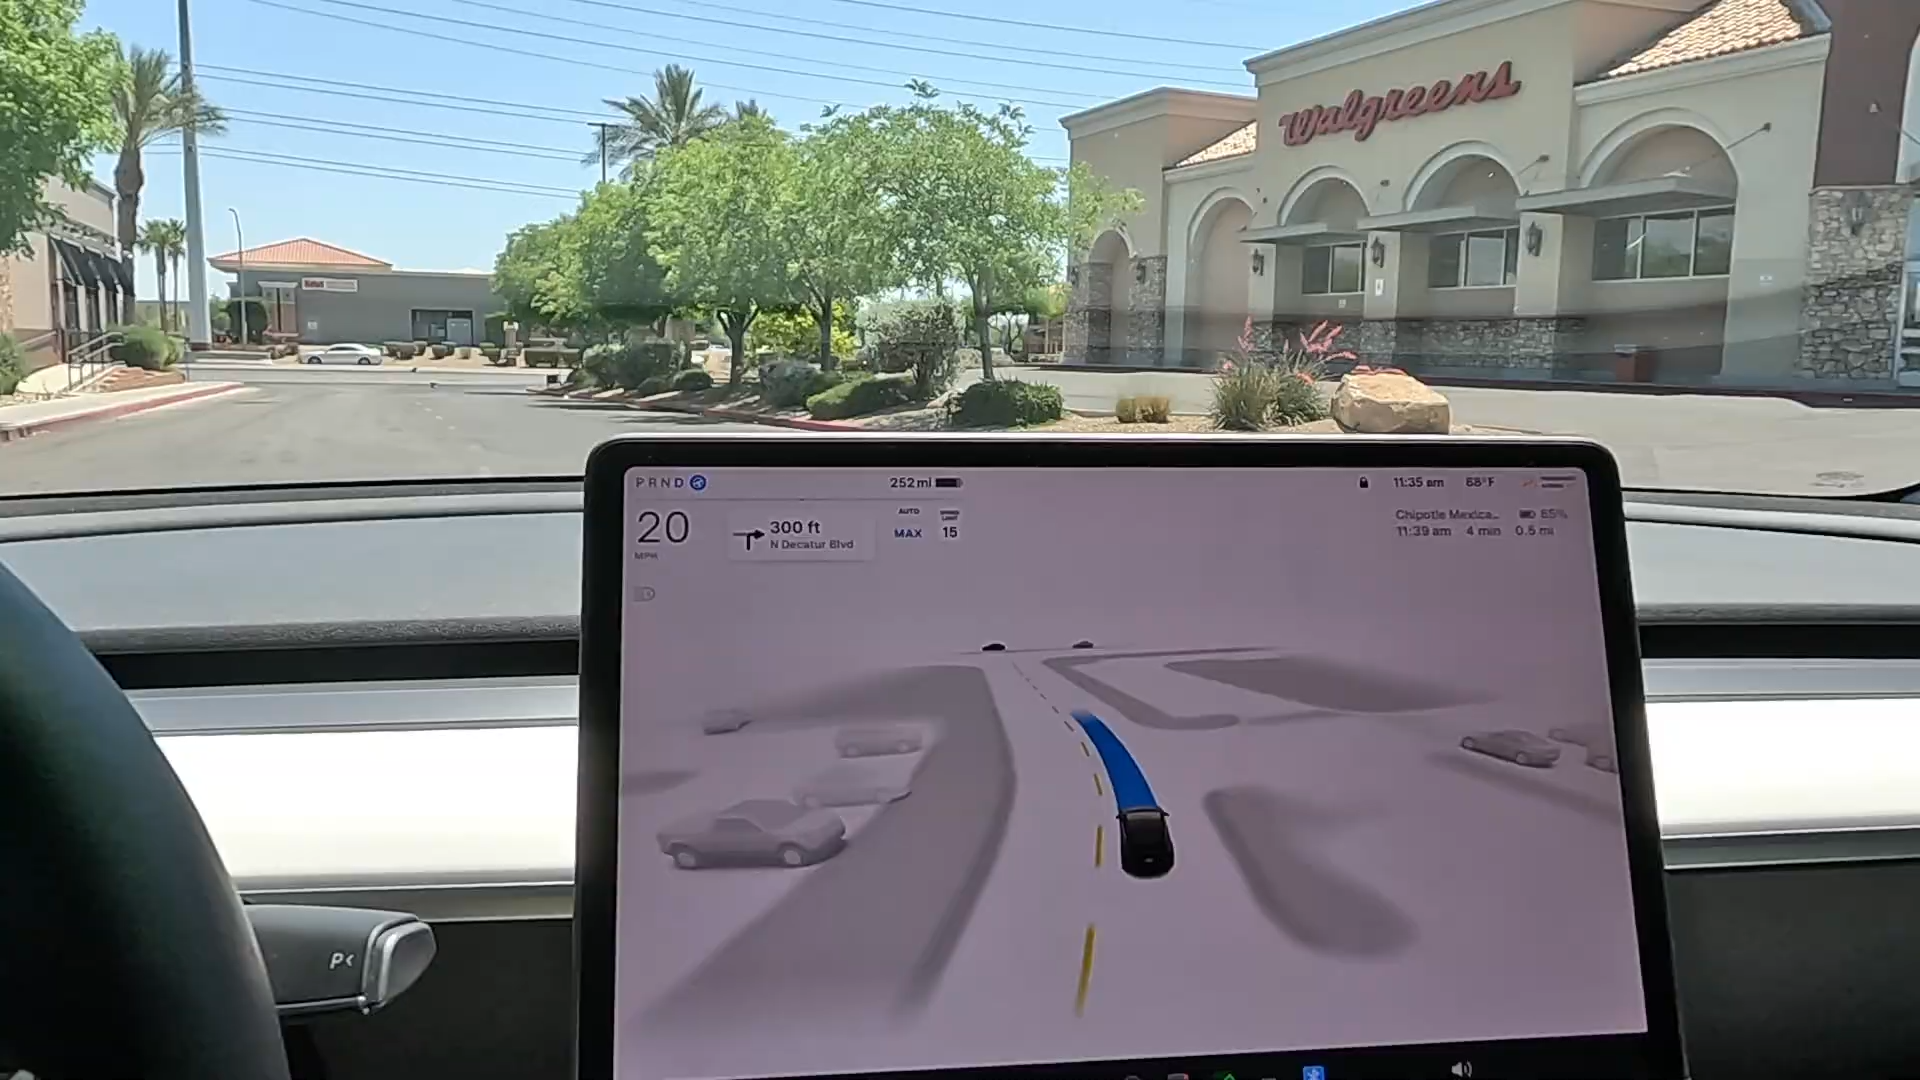 Walgreens
PRND
252 mi
11:35 am
68°F
20
MPH
300 ft
N Decatur Blvd
AUTO
MAX
15
Chipotle Mexica...
65%
11:39 am
4 min
0.5 mi
P<